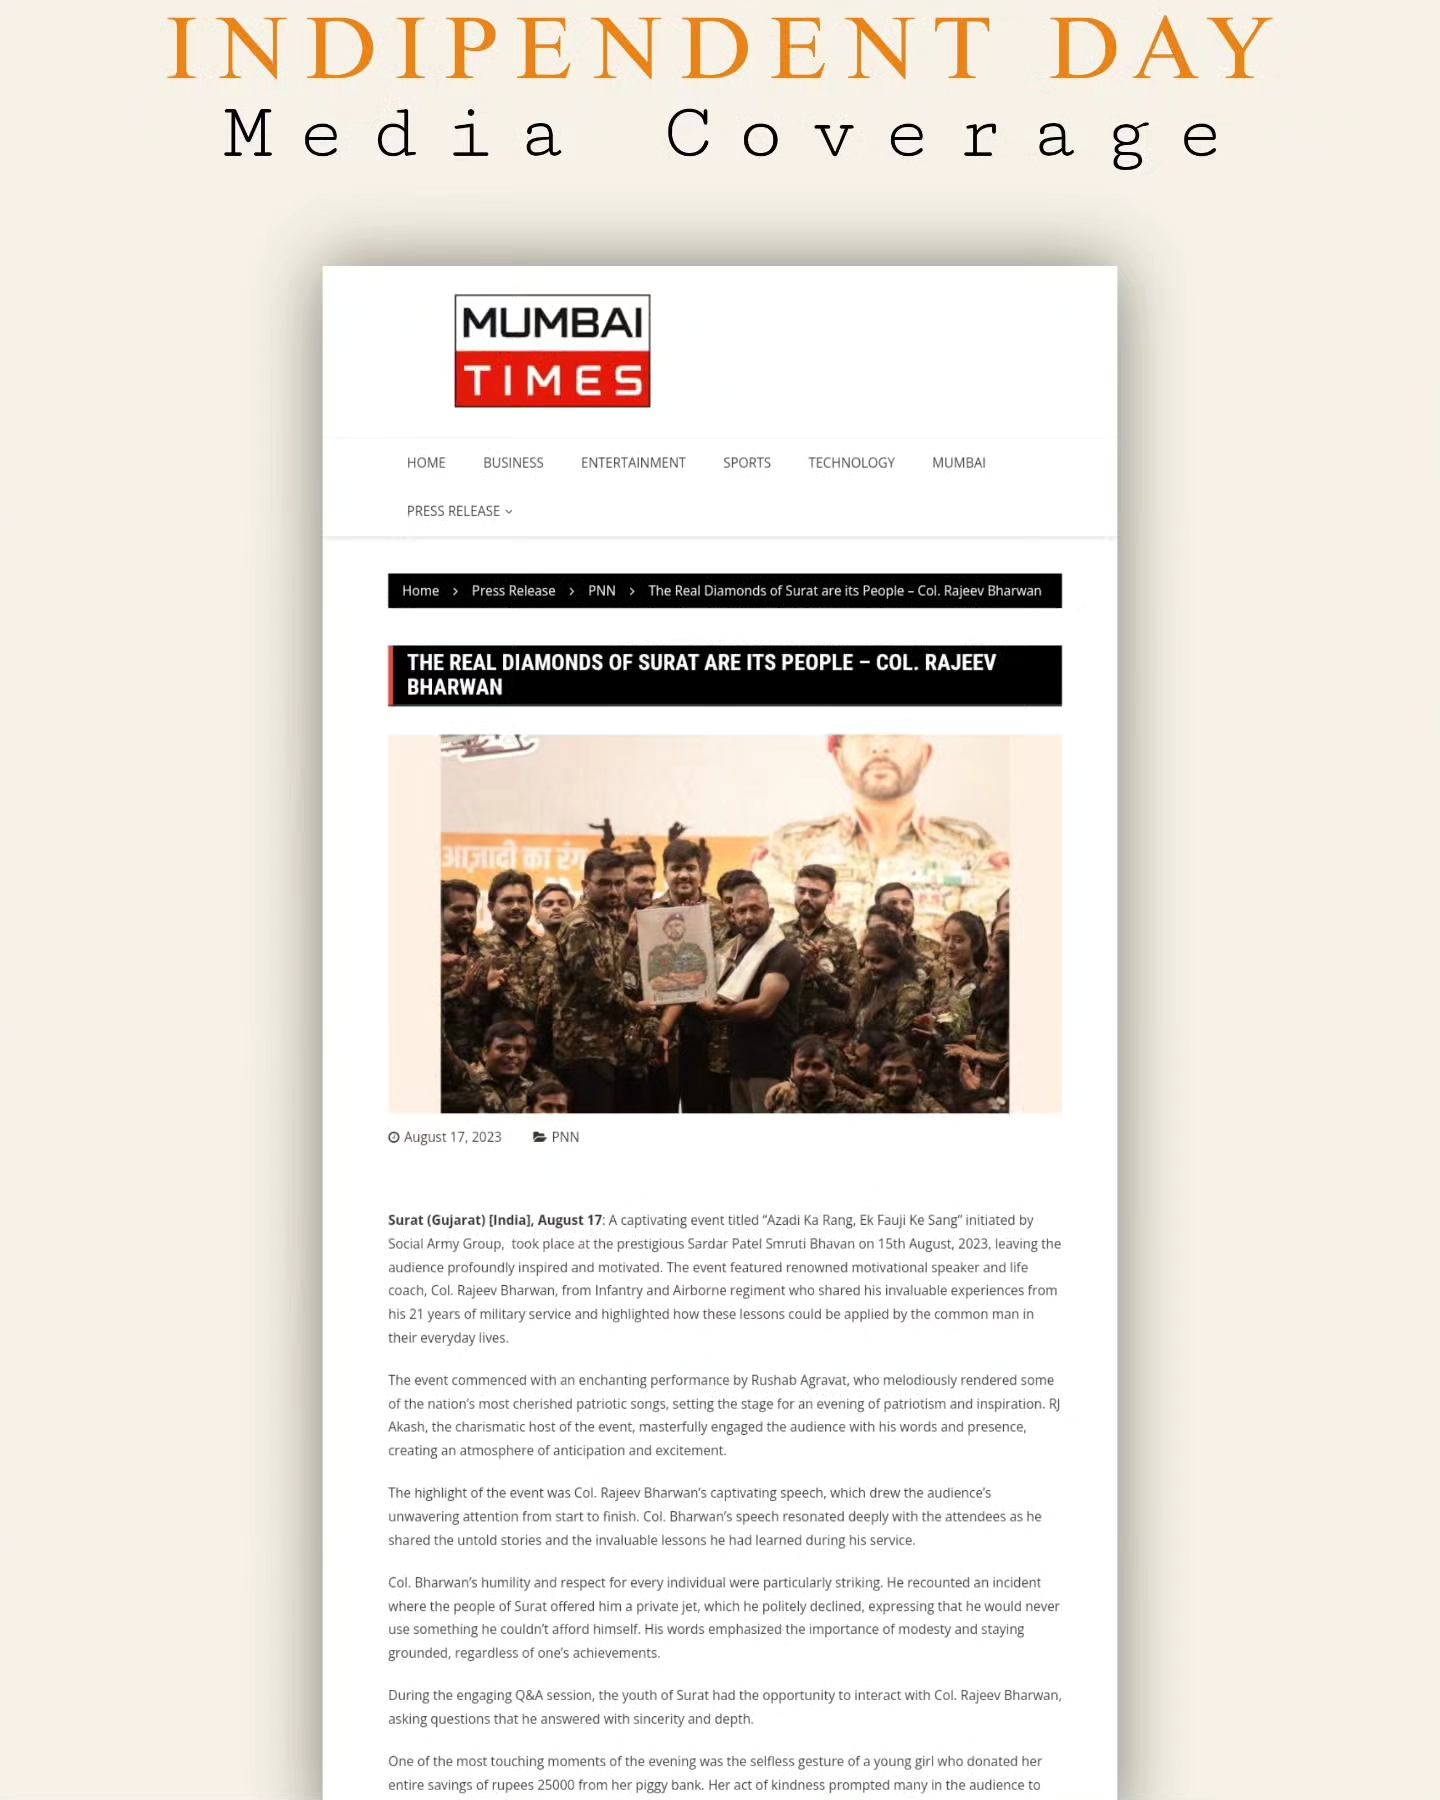 INDIPENDENT DAY
Media Coverage
MUMBAI
TIMES
HOME BUSINESS ENTERTAINMENT SPORTS TECHNOLOGY MUMBAI
PRESS RELEASE
Home > Press Release > PNN > The Real Diamonds of Surat are its People – Col. Rajeev Bharwan
THE REAL DIAMONDS OF SURAT ARE ITS PEOPLE – COL. RAJEEV
BHARWAN
आज़ादी का रंग
August 17, 2023 PNN
Surat (Gujarat) [India], August 17: A captivating event titled “Azadi Ka Rang, Ek Fauji Ke Sang” initiated by
Social Army Group, took place at the prestigious Sardar Patel Smruti Bhavan on 15th August, 2023, leaving the
audience profoundly inspired and motivated. The event featured renowned motivational speaker and life
coach, Col. Rajeev Bharwan, from Infantry and Airborne regiment who shared his invaluable experiences from
his 21 years of military service and highlighted how these lessons could be applied by the common man in
their everyday lives.
The event commenced with an enchanting performance by Rushab Agravat, who melodiously rendered some
of the nation’s most cherished patriotic songs, setting the stage for an evening of patriotism and inspiration. RJ
Akash, the charismatic host of the event, masterfully engaged the audience with his words and presence,
creating an atmosphere of anticipation and excitement.
The highlight of the event was Col. Rajeev Bharwan’s captivating speech, which drew the audience’s
unwavering attention from start to finish. Col. Bharwan’s speech resonated deeply with the attendees as he
shared the untold stories and the invaluable lessons he had learned during his service.
Col. Bharwan’s humility and respect for every individual were particularly striking. He recounted an incident
where the people of Surat offered him a private jet, which he politely declined, expressing that he would never
use something he couldn’t afford himself. His words emphasized the importance of modesty and staying
grounded, regardless of one’s achievements.
During the engaging Q&A session, the youth of Surat had the opportunity to interact with Col. Rajeev Bharwan,
asking questions that he answered with sincerity and depth.
One of the most touching moments of the evening was the selfless gesture of a young girl who donated her
entire savings of rupees 25000 from her piggy bank. Her act of kindness prompted many in the audience to